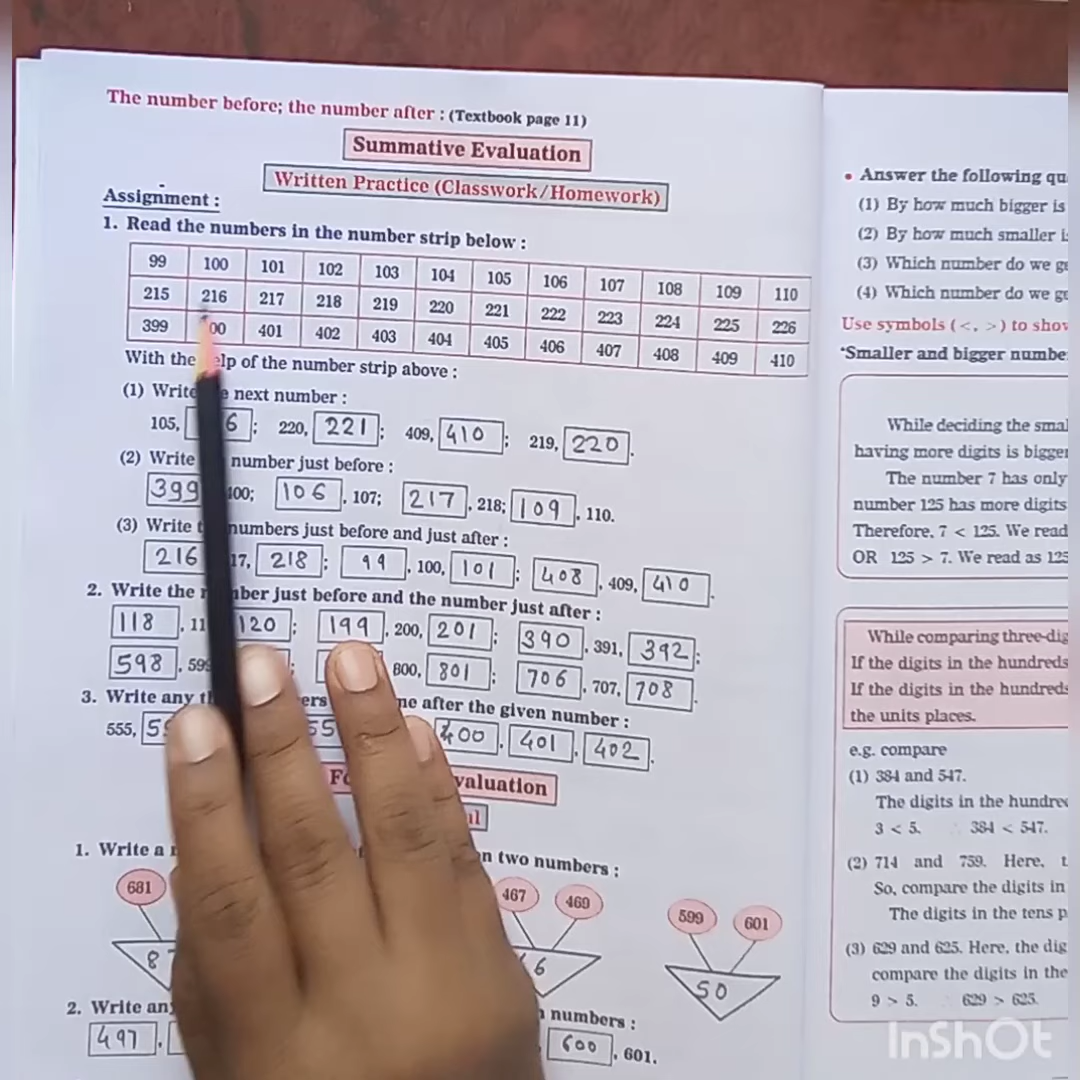 The number before; the number after : (Textbook page 11)
Summative Evaluation
Written Practice (Classwork/Homework)
Assignment :
1. Read the numbers in the number strip below :
99 100 101 102 103 104 105 106 107 108 109 110
215 216 217 218 219 220 221 222 223 224 225 226
399 00 401 402 403 404 405 406 407 408 409 410
With the help of the number strip above :
(1) Write next number :
105, 6; 220, 221; 409, 410; 219, 220.
(2) Write number just before :
399 400; 106, 107; 217, 218; 109, 110.
(3) Write numbers just before and just after :
216 17, 218; 99, 100, 101; 408, 409, 410.
2. Write the number just before and the number just after :
118, 11 120; 199, 200, 201; 390, 391, 392;
598, 59 800, 801; 706, 707, 708.
3. Write any after the given number :
555, 400, 401, 402.
valuation
1. Write a n two numbers :
681 467 469 599 601
8 6 50
2. Write any numbers :
497, 600, 601.
• Answer the following qu
(1) By how much bigger is
(2) By how much smaller i
(3) Which number do we g
(4) Which number do we g
Use symbols (<, >) to show
*Smaller and bigger numbe
While deciding the smal
having more digits is bigger
The number 7 has only
number 125 has more digits
Therefore, 7 < 125. We read
OR 125 > 7. We read as 125
While comparing three-dig
If the digits in the hundreds
If the digits in the hundreds
the units places.
e.g. compare
(1) 384 and 547.
The digits in the hundred
3 < 5. ∴ 384 < 547.
(2) 714 and 759. Here, t
So, compare the digits in
The digits in the tens p
(3) 629 and 625. Here, the dig
compare the digits in the
9 > 5. ∴ 629 > 625.
InShOt